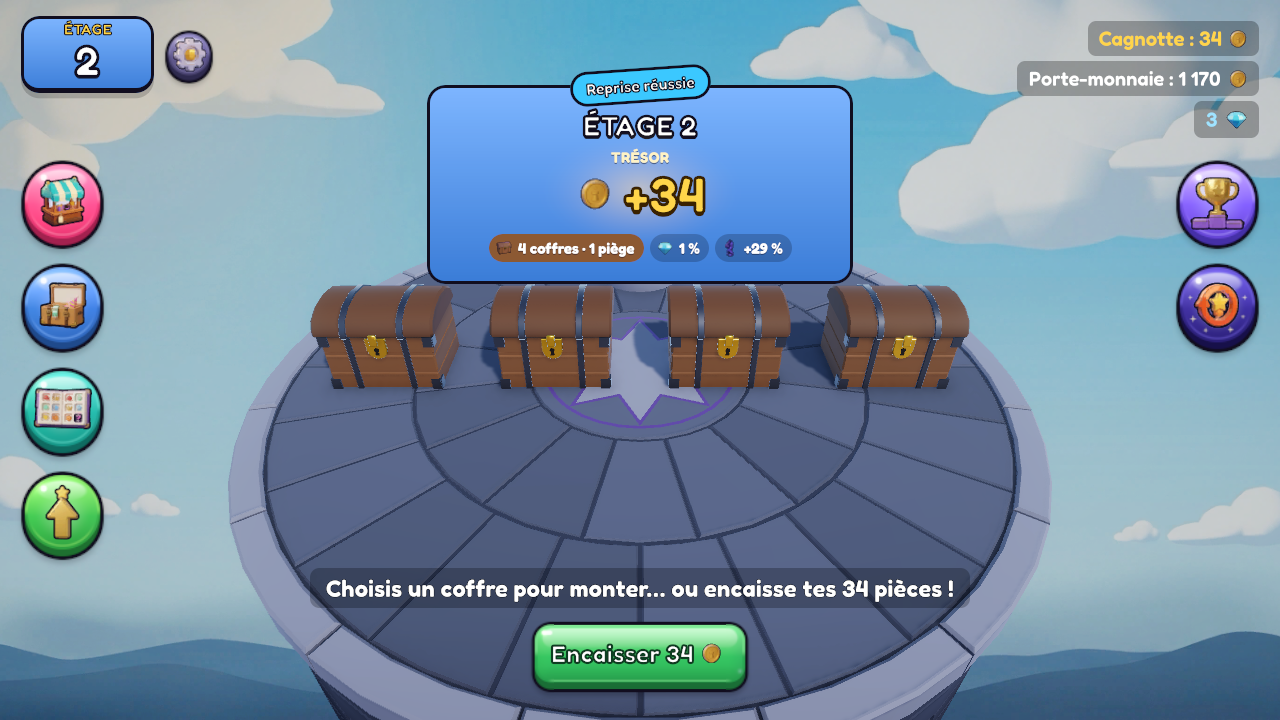 ÉTAGE
2
Cagnotte : 34
Porte-monnaie : 1 170
3
Reprise réussie
ÉTAGE 2
TRÉSOR
+34
4 coffres · 1 piège
1 %
+29 %
Choisis un coffre pour monter... ou encaisse tes 34 pièces !
Encaisser 34